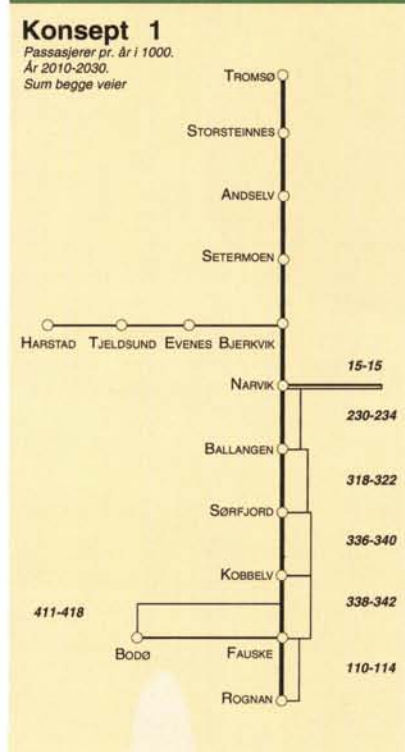 Konsept 1
Passasjerer pr. år i 1000.
År 2010-2030.
Sum begge veier
TROMSØ
STORSTEINNES
ANDSELV
SETERMOEN
HARSTAD TJELDSUND EVENES BJERKVIK
15-15
NARVIK
230-234
BALLANGEN
318-322
SØRFJORD
336-340
KOBBELV
338-342
411-418
BODØ FAUSKE
110-114
ROGNAN